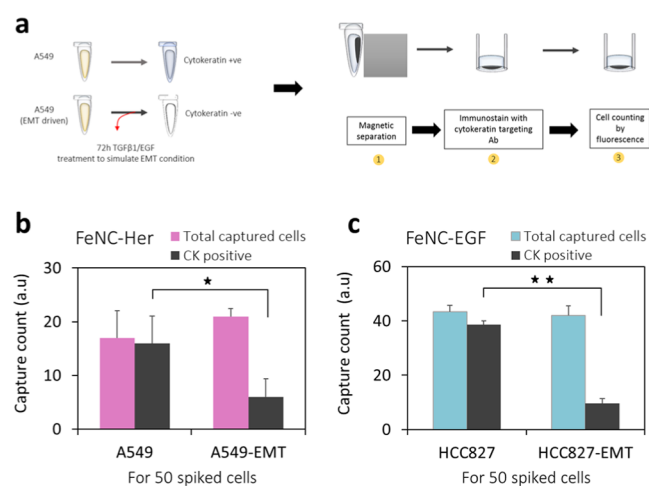 a
A549
Cytokeratin +ve
A549
(EMT driven)
Cytokeratin -ve
72h TGFβ1/EGF
treatment to simulate EMT condition
Magnetic
separation
1
Immunostain with
cytokeratin targeting
Ab
2
Cell counting
by
fluorescence
3
b
FeNC-Her
Total captured cells
CK positive
Capture count (a.u)
30
20
10
0
★
A549
A549-EMT
For 50 spiked cells
c
FeNC-EGF
Total captured cells
CK positive
Capture count (a.u)
60
40
20
0
★ ★
HCC827
HCC827-EMT
For 50 spiked cells